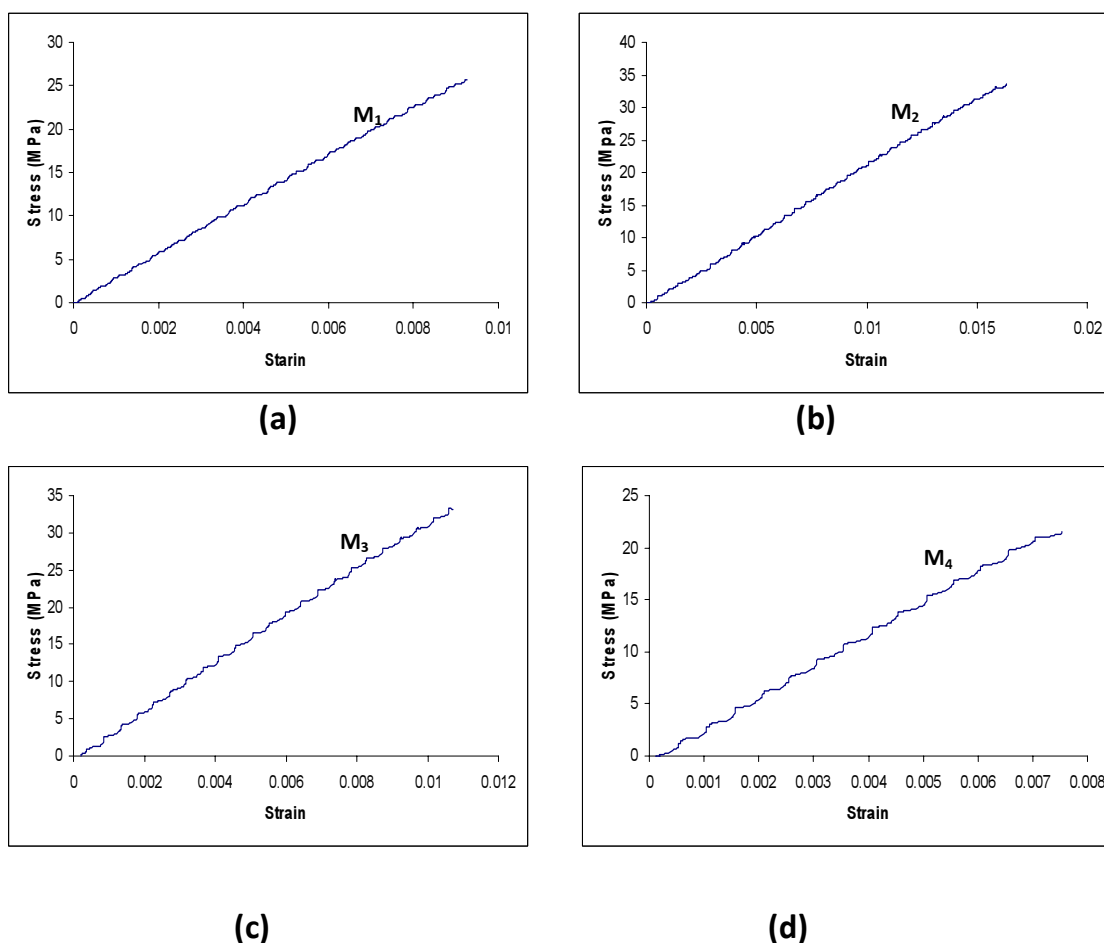 30
25
20
15
10
5
0
Stress (MPa)
M₁
0 0.002 0.004 0.006 0.008 0.01
Starin
(a)
40
35
30
25
20
15
10
5
0
Stress (Mpa)
M₂
0 0.005 0.01 0.015 0.02
Strain
(b)
35
30
25
20
15
10
5
0
Stress (MPa)
M₃
0 0.002 0.004 0.006 0.008 0.01 0.012
Strain
(c)
25
20
15
10
5
0
Stress (MPa)
M₄
0 0.001 0.002 0.003 0.004 0.005 0.006 0.007 0.008
Strain
(d)